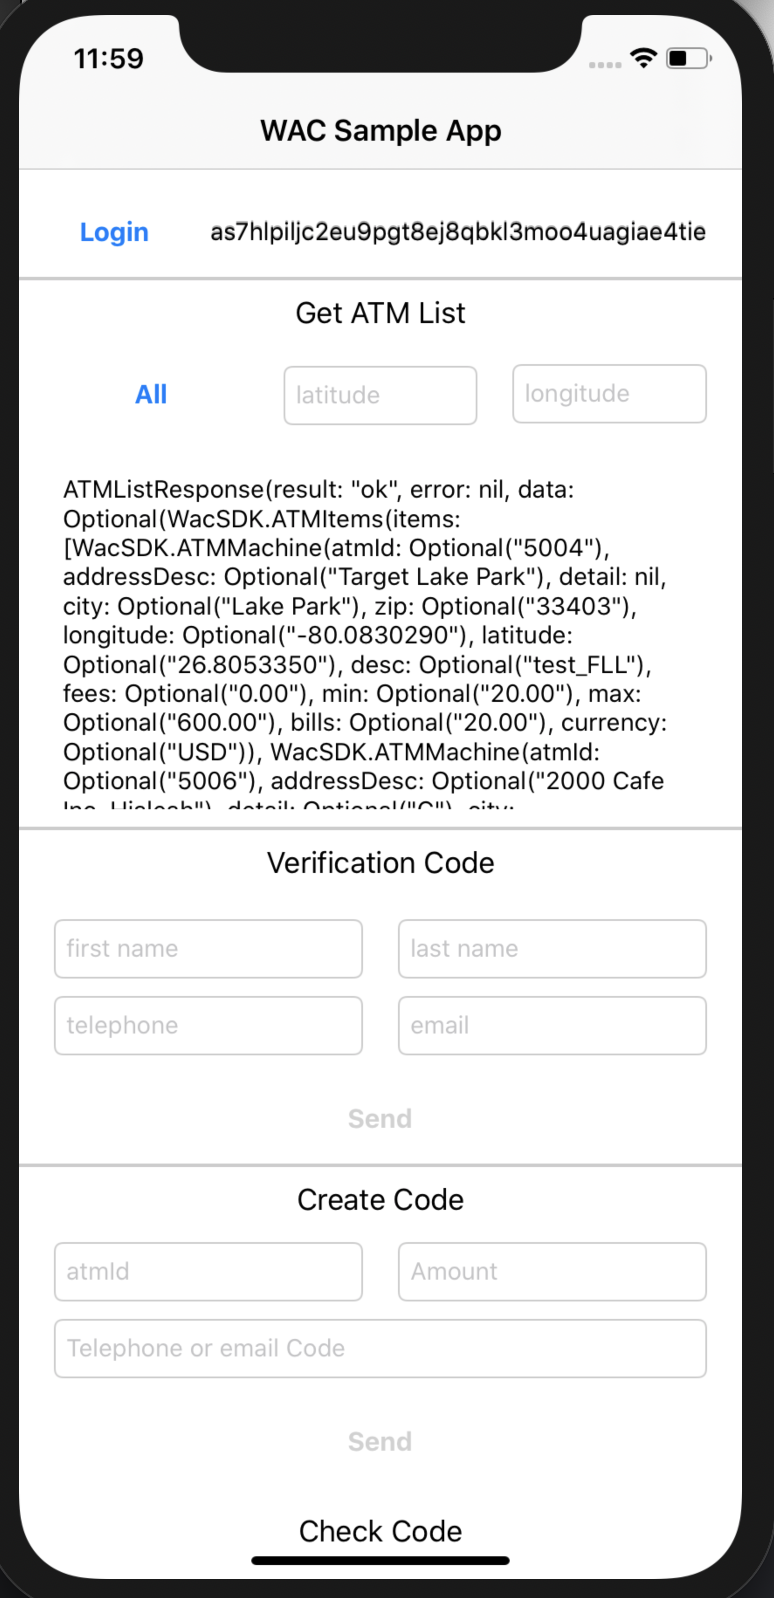 11:59
WAC Sample App
Login as7hlpiljc2eu9pgt8ej8qbkl3moo4uagiae4tie
Get ATM List
All latitude longitude
ATMListResponse(result: "ok", error: nil, data:
Optional(WacSDK.ATMItems(items:
[WacSDK.ATMMachine(atmId: Optional("5004"),
addressDesc: Optional("Target Lake Park"), detail: nil,
city: Optional("Lake Park"), zip: Optional("33403"),
longitude: Optional("-80.0830290"), latitude:
Optional("26.8053350"), desc: Optional("test_FLL"),
fees: Optional("0.00"), min: Optional("20.00"), max:
Optional("600.00"), bills: Optional("20.00"), currency:
Optional("USD")), WacSDK.ATMMachine(atmId:
Optional("5006"), addressDesc: Optional("2000 Cafe
detail: city:
Verification Code
first name last name
telephone email
Send
Create Code
atmId Amount
Telephone or email Code
Send
Check Code